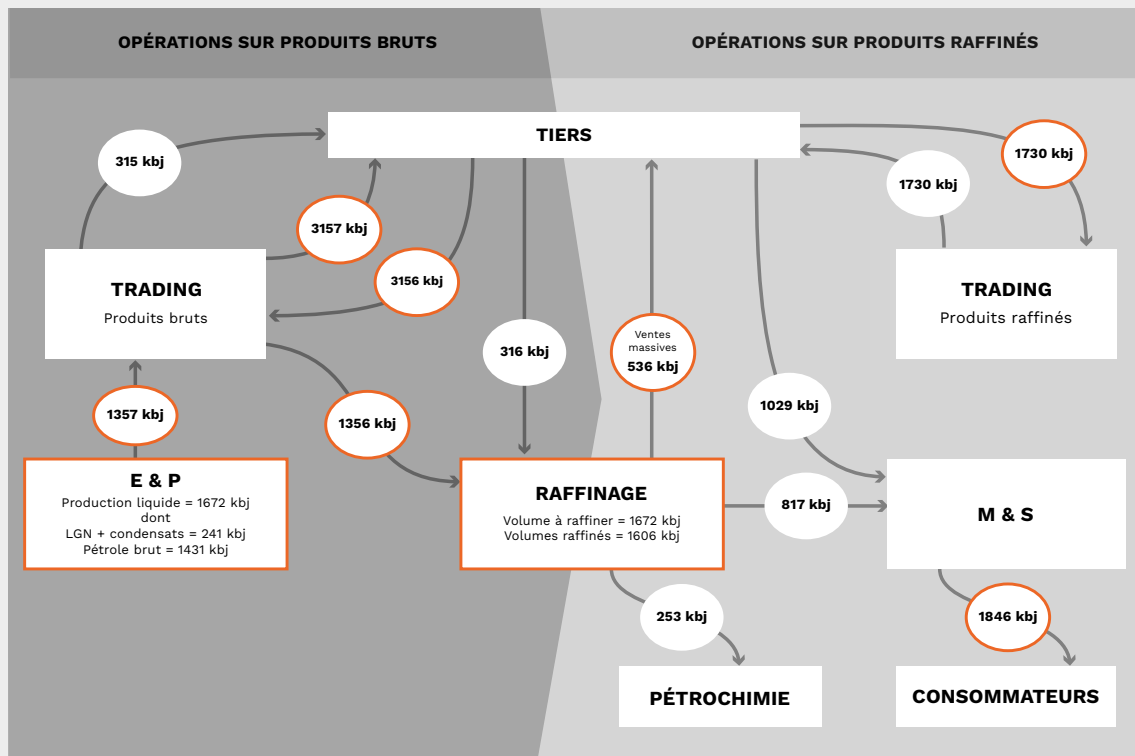 OPÉRATIONS SUR PRODUITS BRUTS
OPÉRATIONS SUR PRODUITS RAFFINÉS
TIERS
315 kbj
3157 kbj
3156 kbj
1730 kbj
1730 kbj
TRADING
Produits bruts
TRADING
Produits raffinés
316 kbj
Ventes
massives
536 kbj
1029 kbj
1357 kbj
1356 kbj
E & P
Production liquide = 1672 kbj
dont
LGN + condensats = 241 kbj
Pétrole brut = 1431 kbj
RAFFINAGE
Volume à raffiner = 1672 kbj
Volumes raffinés = 1606 kbj
817 kbj
M & S
253 kbj
1846 kbj
PÉTROCHIMIE
CONSOMMATEURS